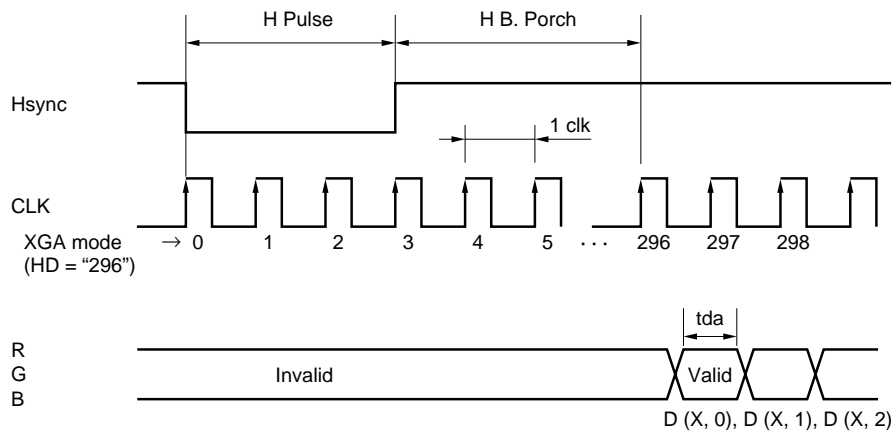 H Pulse H B. Porch
Hsync
1 clk
CLK
XGA mode → 0 1 2 3 4 5 ··· 296 297 298
(HD = “296”)
tda
R
G Invalid Valid
B
D (X, 0), D (X, 1), D (X, 2)